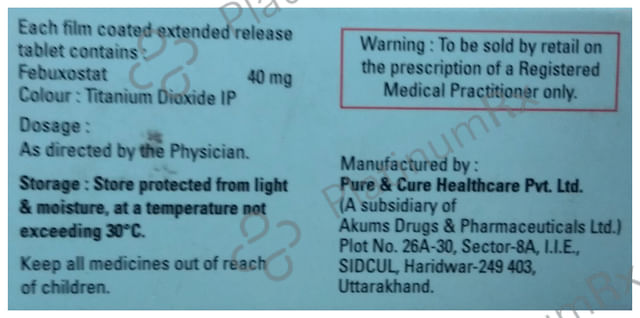 Each film coated extended release
tablet contains :
Febuxostat 40 mg
Colour : Titanium Dioxide IP
Dosage :
As directed by the Physician.
Storage : Store protected from light
& moisture, at a temperature not
exceeding 30°C.
Keep all medicines out of reach
of children.
Warning : To be sold by retail on
the prescription of a Registered
Medical Practitioner only.
Manufactured by :
Pure & Cure Healthcare Pvt. Ltd.
(A subsidiary of
Akums Drugs & Pharmaceuticals Ltd.)
Plot No. 26A-30, Sector-8A, I.I.E.,
SIDCUL, Haridwar-249 403,
Uttarakhand.
PlatinumRx